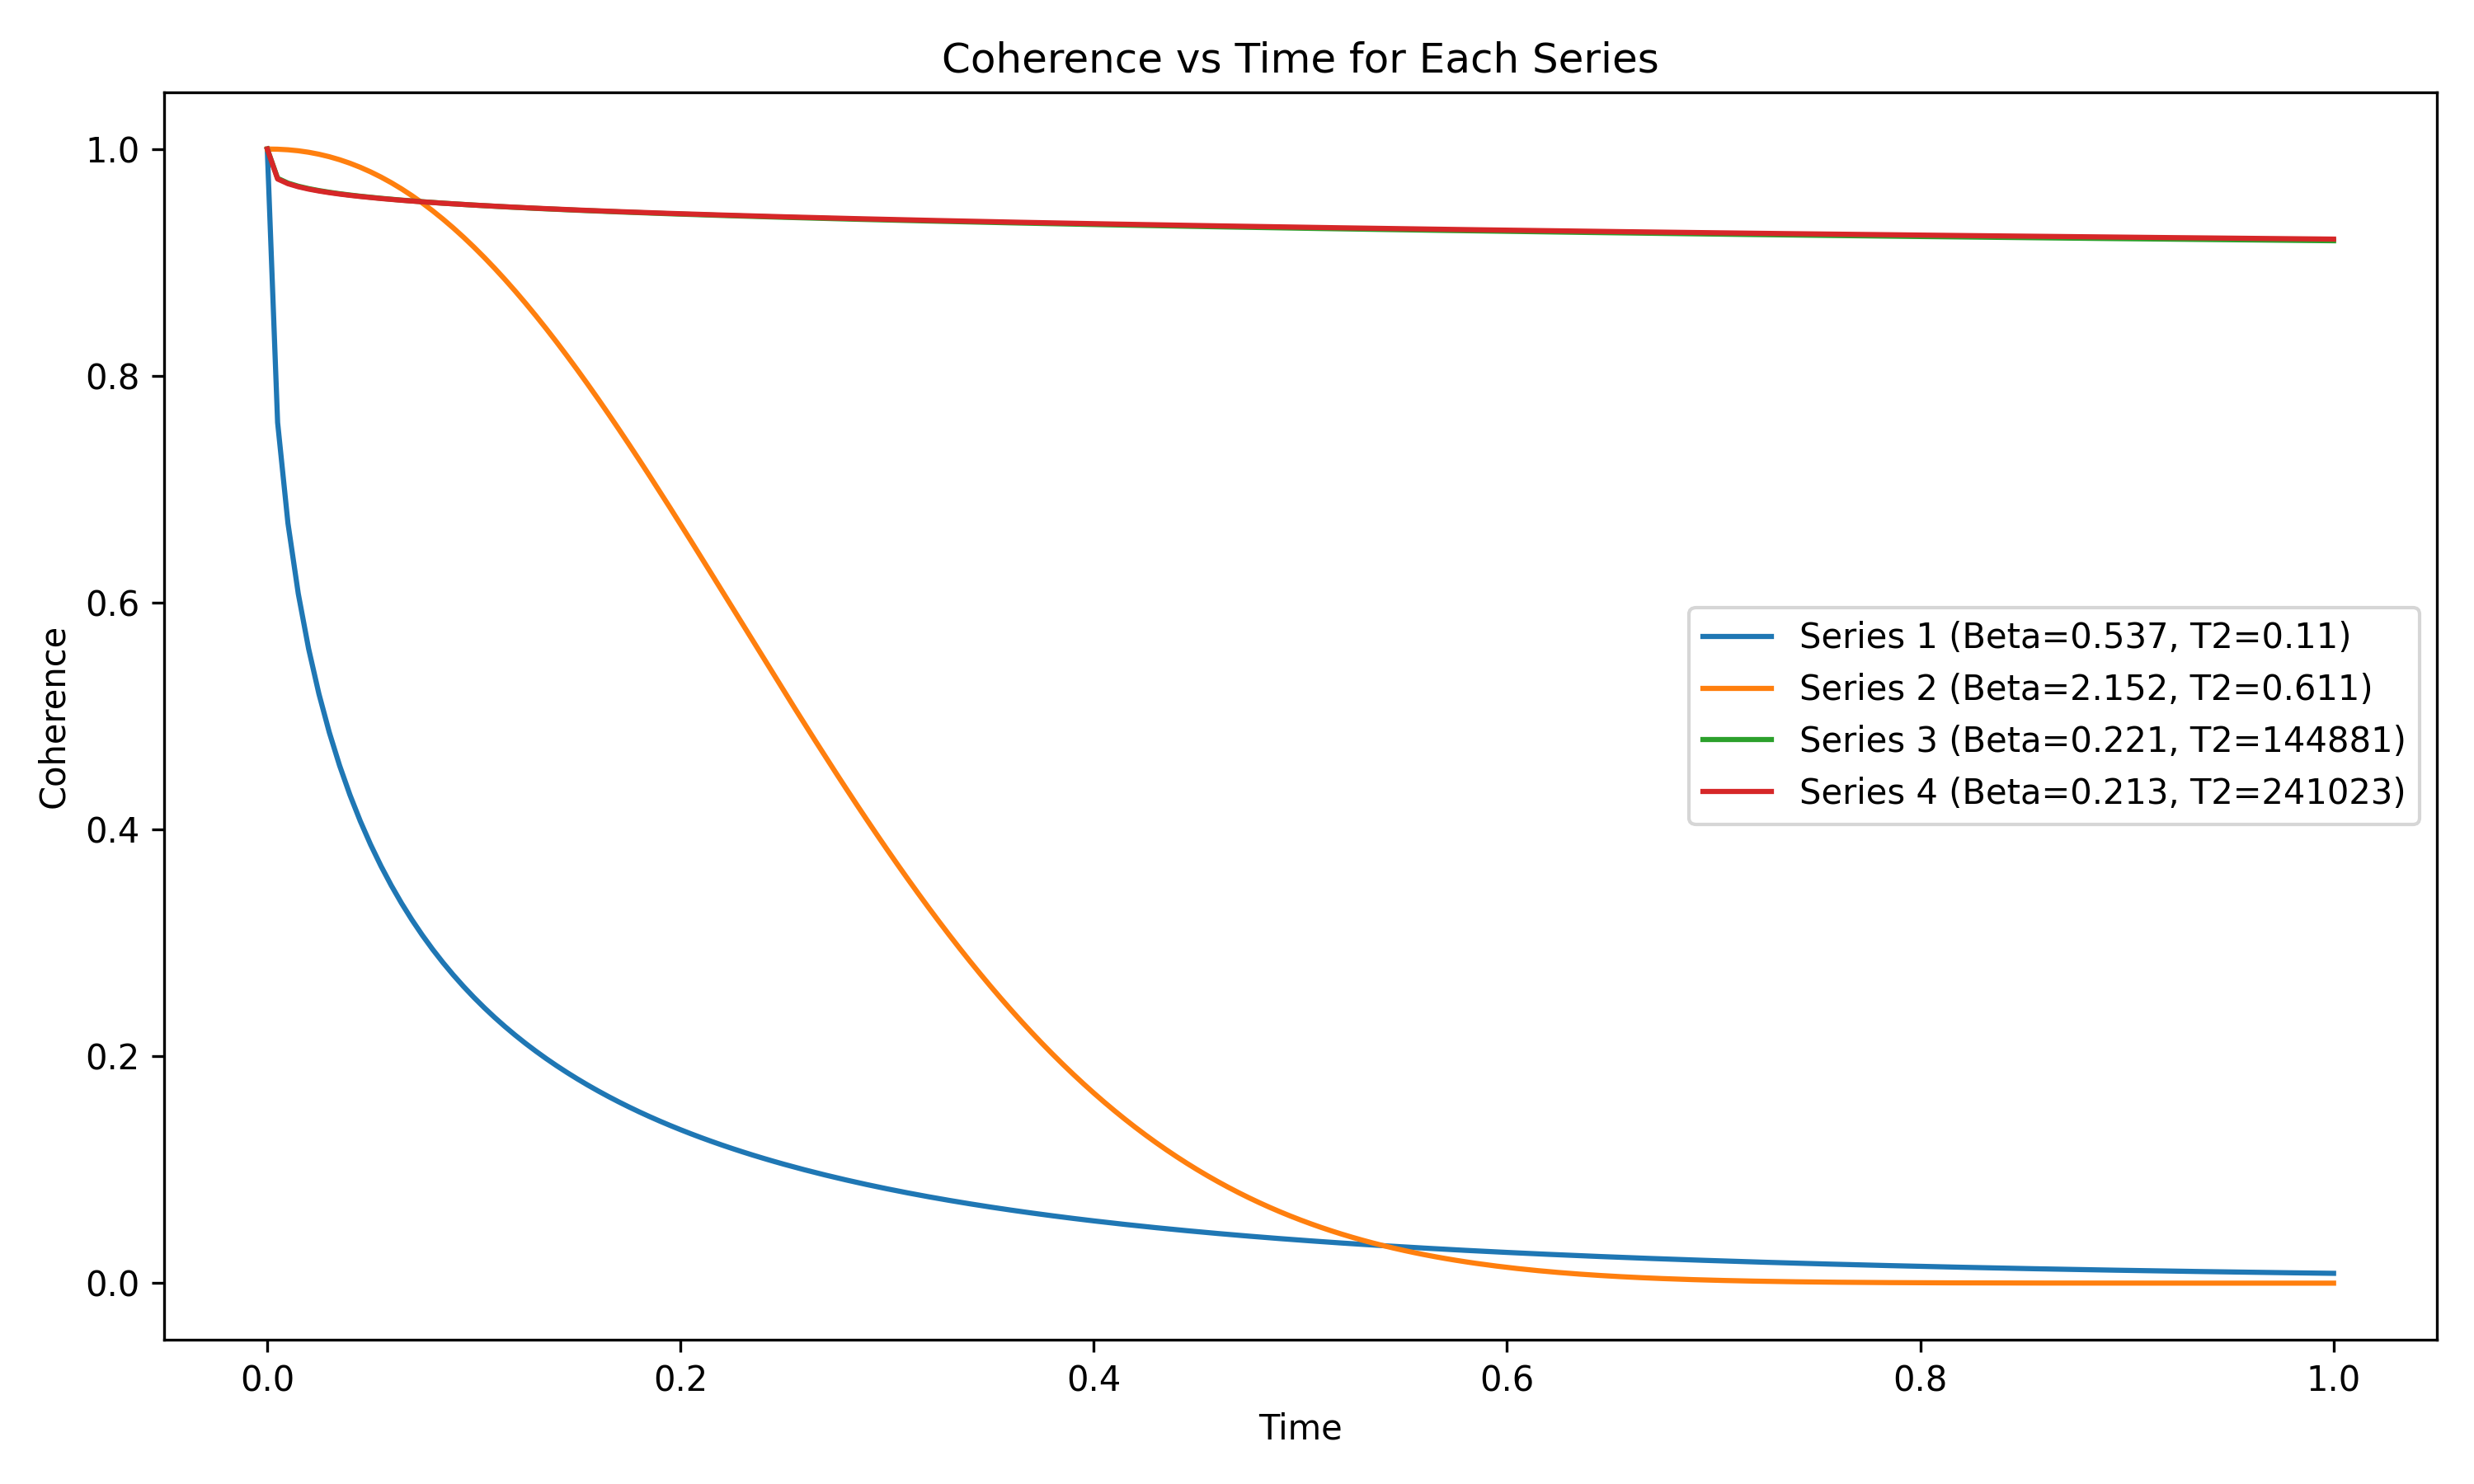 Coherence vs Time for Each Series
Coherence
1.0
0.8
0.6
0.4
0.2
0.0
Series 1 (Beta=0.537, T2=0.11)
Series 2 (Beta=2.152, T2=0.611)
Series 3 (Beta=0.221, T2=144881)
Series 4 (Beta=0.213, T2=241023)
0.0 0.2 0.4 0.6 0.8 1.0
Time